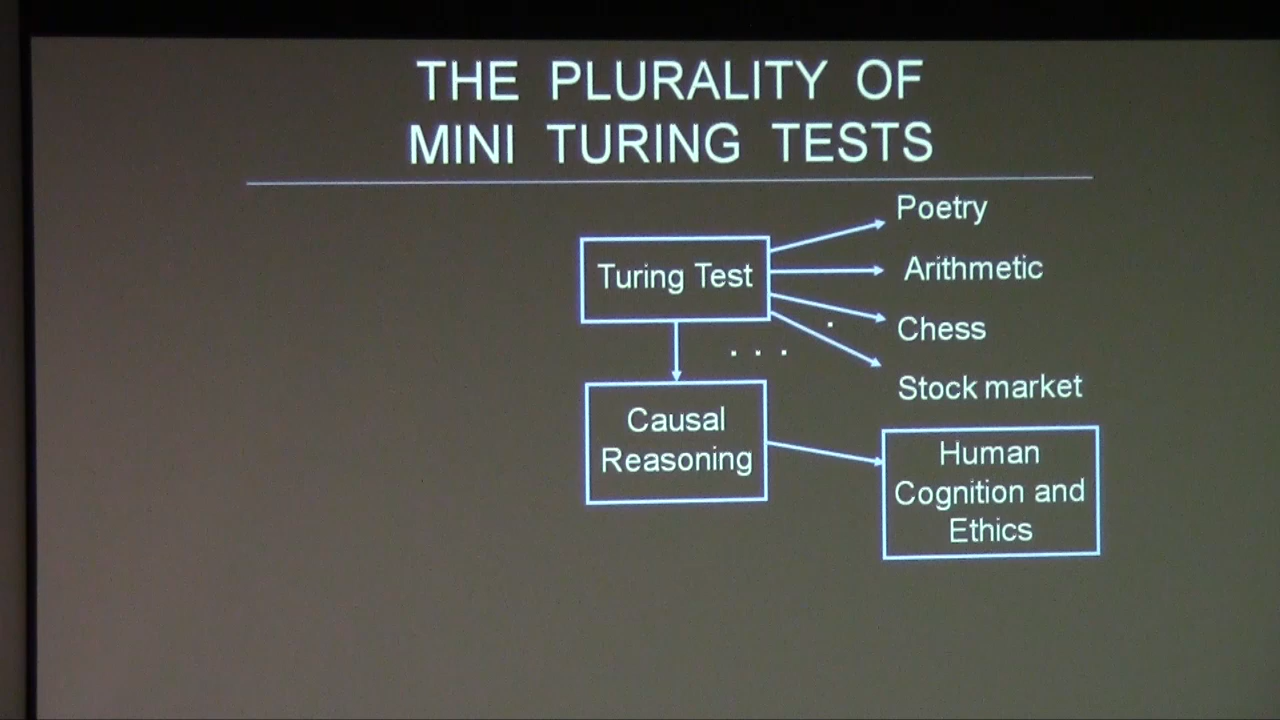 THE PLURALITY OF
MINI TURING TESTS
Poetry
Turing Test
Arithmetic
Chess
. . .
Stock market
Causal
Reasoning
Human
Cognition and
Ethics